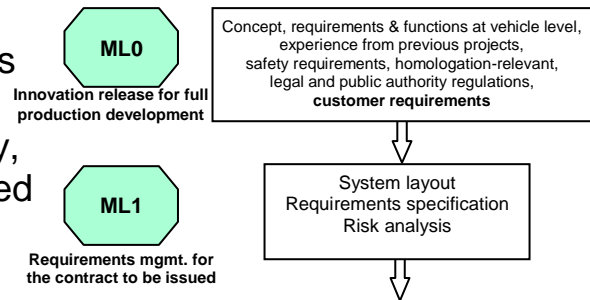 s
y,
ed
ML0
Innovation release for full
production development
Concept, requirements & functions at vehicle level,
experience from previous projects,
safety requirements, homologation-relevant,
legal and public authority regulations,
customer requirements
ML1
Requirements mgmt. for
the contract to be issued
System layout
Requirements specification
Risk analysis